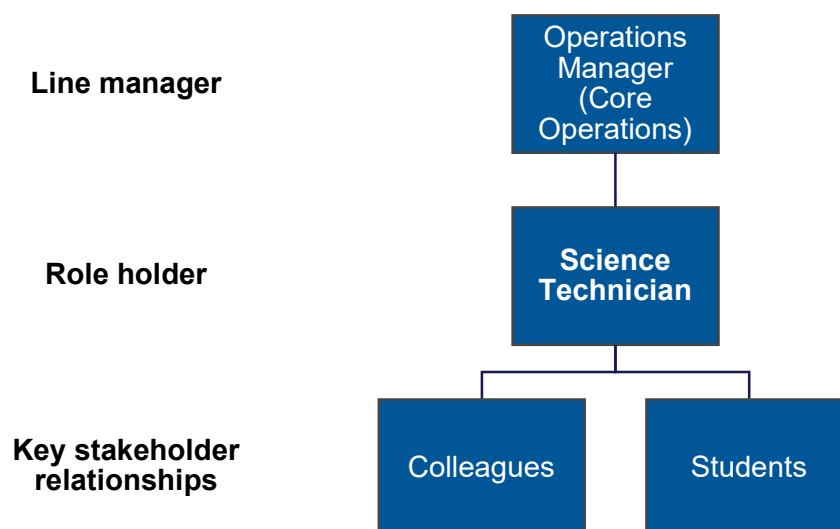 Line manager
Operations
Manager
(Core
Operations)
Role holder
Science
Technician
Key stakeholder
relationships
Colleagues
Students